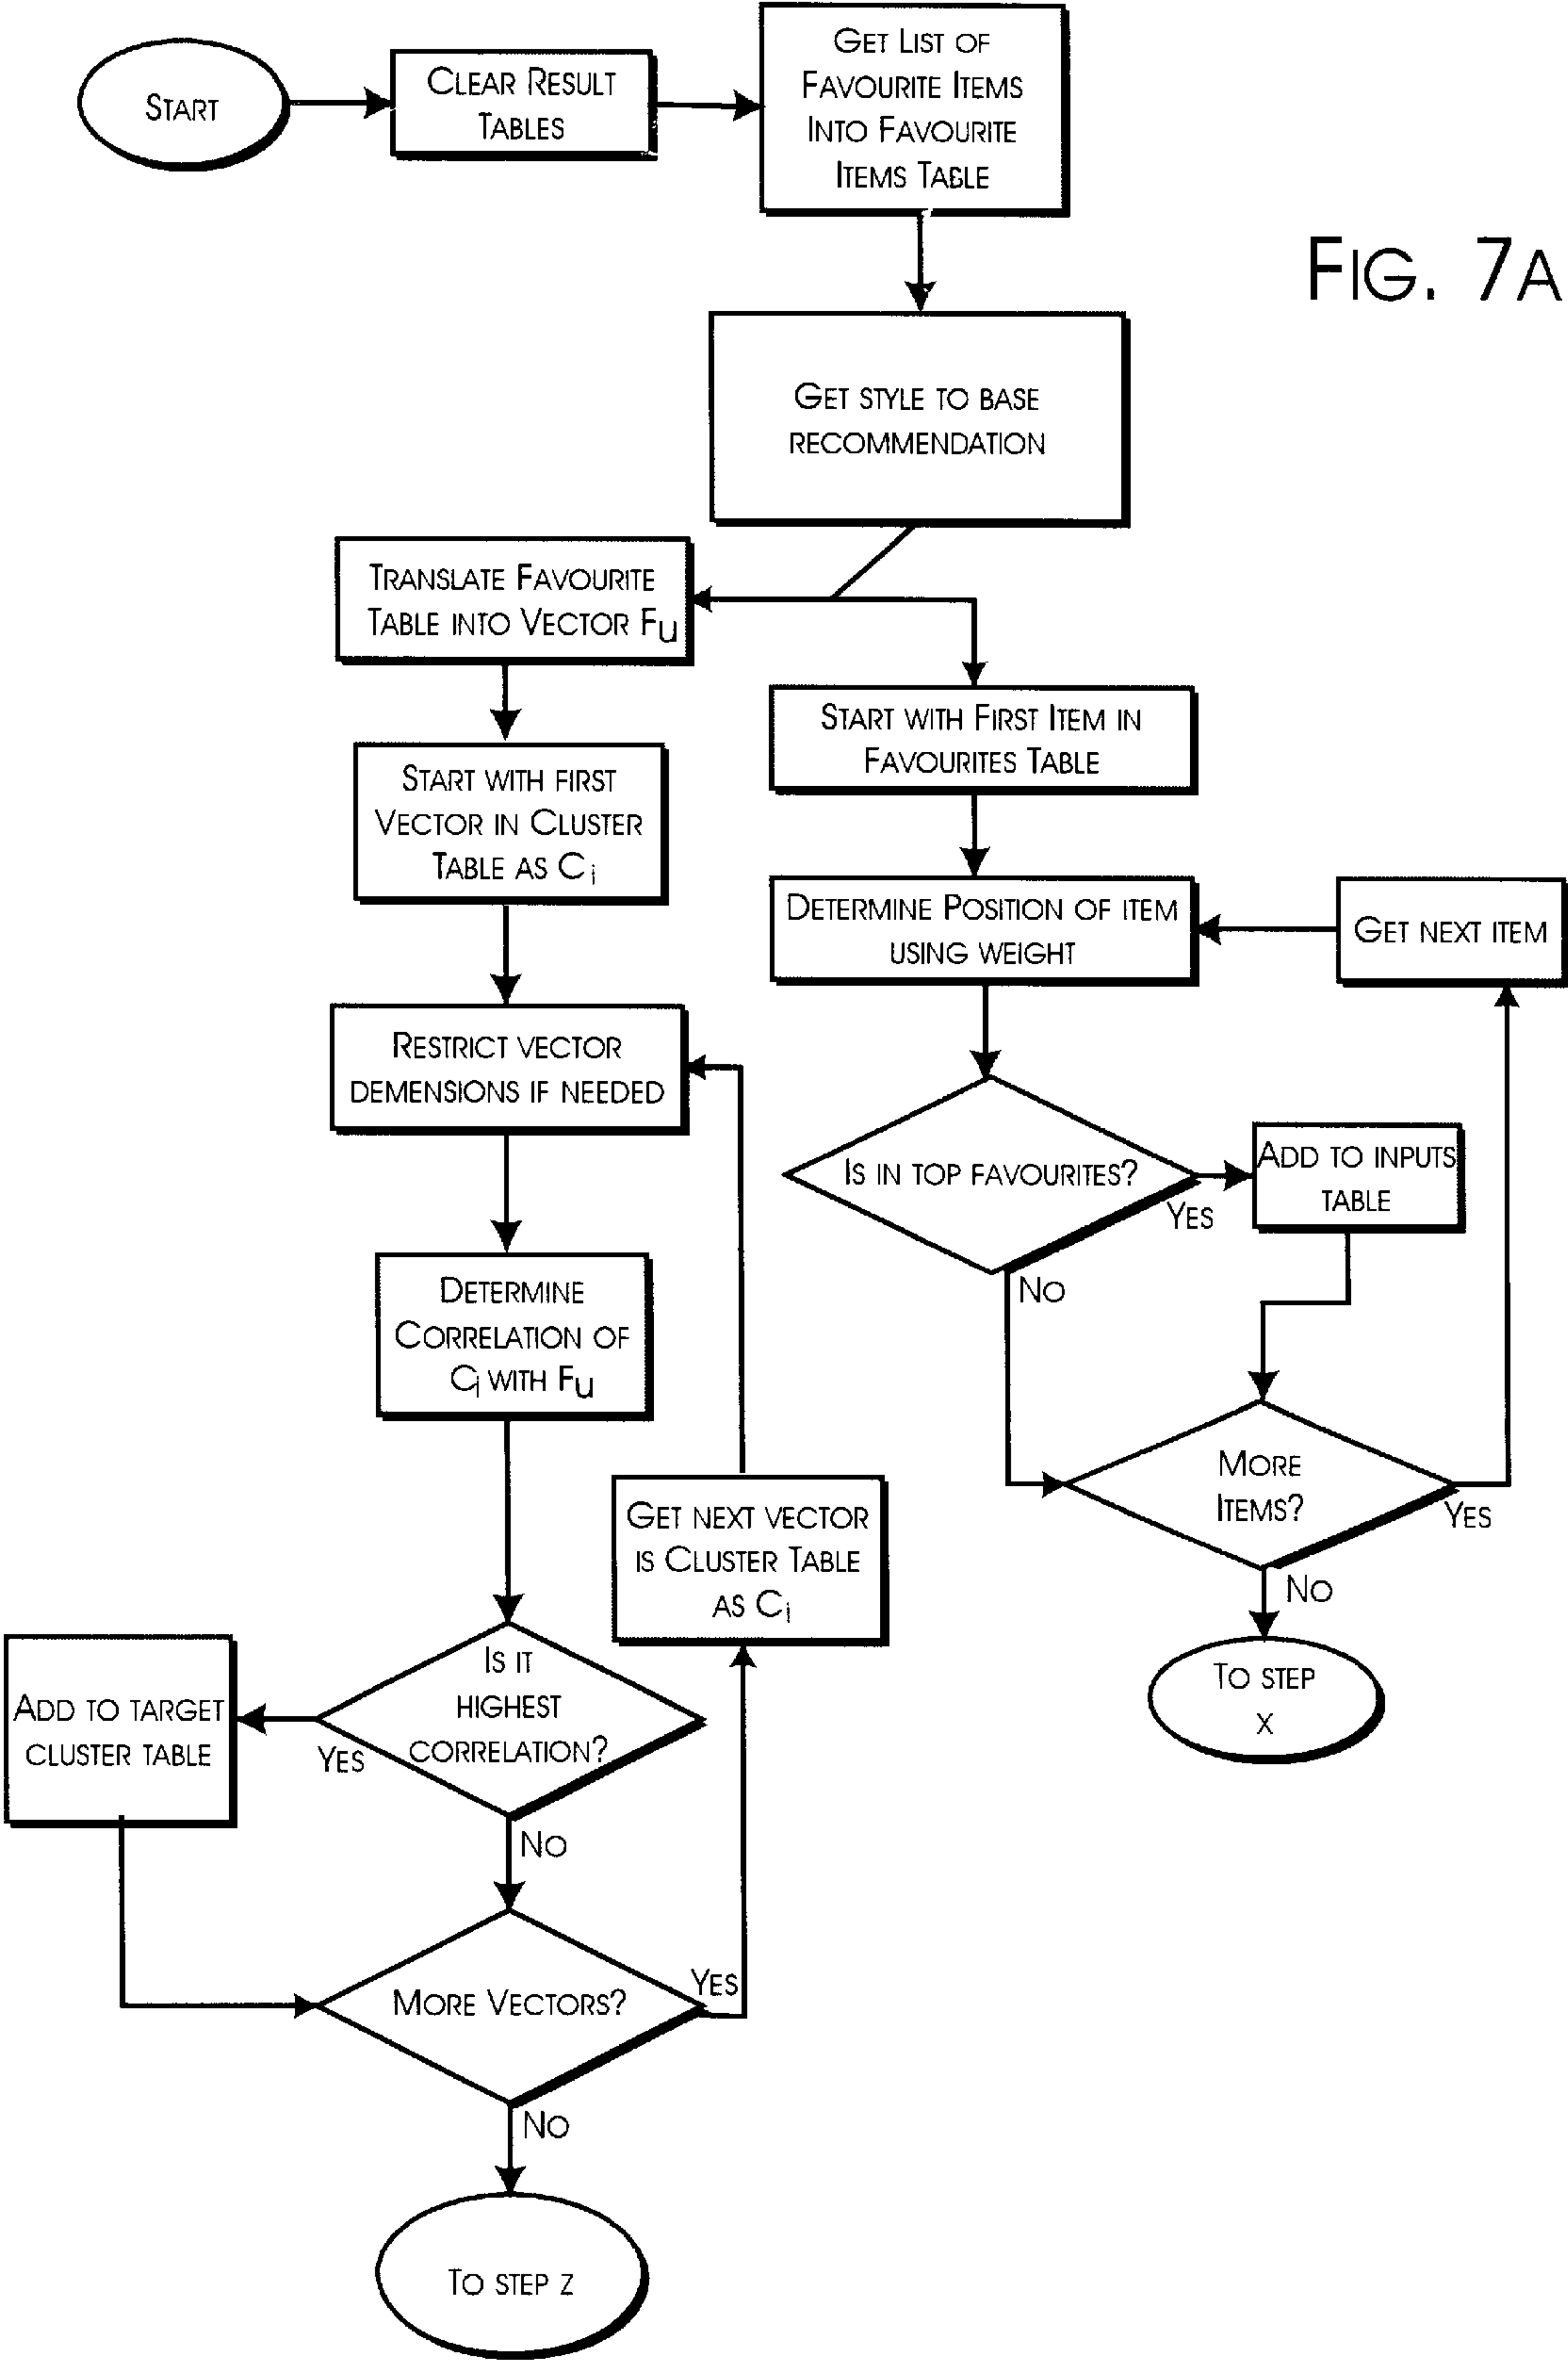 START
CLEAR RESULT
TABLES
GET LIST OF
FAVOURITE ITEMS
INTO FAVOURITE
ITEMS TABLE
FIG. 7A
GET STYLE TO BASE
RECOMMENDATION
TRANSLATE FAVOURITE
TABLE INTO VECTOR Fu
START WITH FIRST
VECTOR IN CLUSTER
TABLE AS Ci
RESTRICT VECTOR
DEMENSIONS IF NEEDED
DETERMINE
CORRELATION OF
Ci WITH Fu
GET NEXT VECTOR
IS CLUSTER TABLE
AS Ci
IS IT
HIGHEST
CORRELATION?
YES
NO
ADD TO TARGET
CLUSTER TABLE
MORE VECTORS?
YES
NO
TO STEP Z
START WITH FIRST ITEM IN
FAVOURITES TABLE
DETERMINE POSITION OF ITEM
USING WEIGHT
GET NEXT ITEM
IS IN TOP FAVOURITES?
YES
NO
ADD TO INPUTS
TABLE
MORE
ITEMS?
YES
NO
TO STEP
X